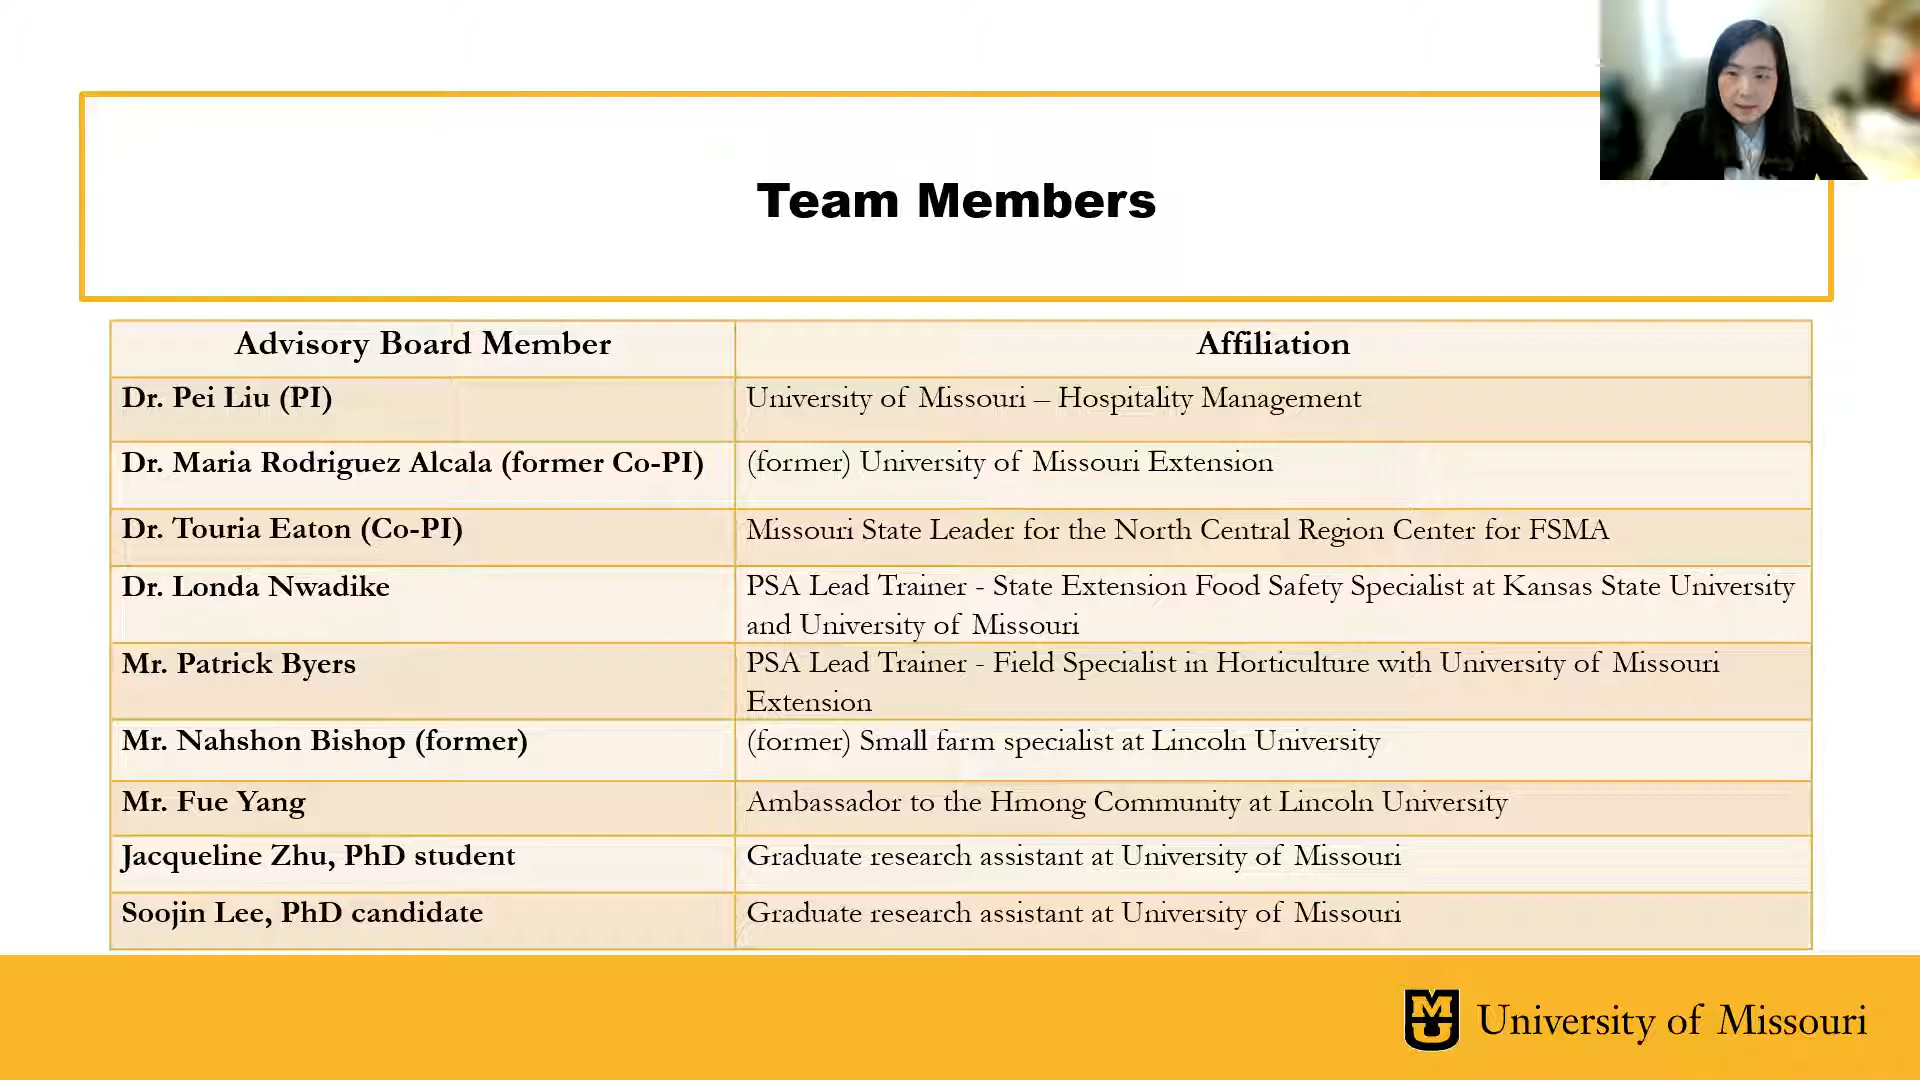 Team Members
Advisory Board Member
Affiliation
Dr. Pei Liu (PI)
University of Missouri – Hospitality Management
Dr. Maria Rodriguez Alcala (former Co-PI)
(former) University of Missouri Extension
Dr. Touria Eaton (Co-PI)
Missouri State Leader for the North Central Region Center for FSMA
Dr. Londa Nwadike
PSA Lead Trainer - State Extension Food Safety Specialist at Kansas State University
and University of Missouri
Mr. Patrick Byers
PSA Lead Trainer - Field Specialist in Horticulture with University of Missouri
Extension
Mr. Nahshon Bishop (former)
(former) Small farm specialist at Lincoln University
Mr. Fue Yang
Ambassador to the Hmong Community at Lincoln University
Jacqueline Zhu, PhD student
Graduate research assistant at University of Missouri
Soojin Lee, PhD candidate
Graduate research assistant at University of Missouri
MU
University of Missouri